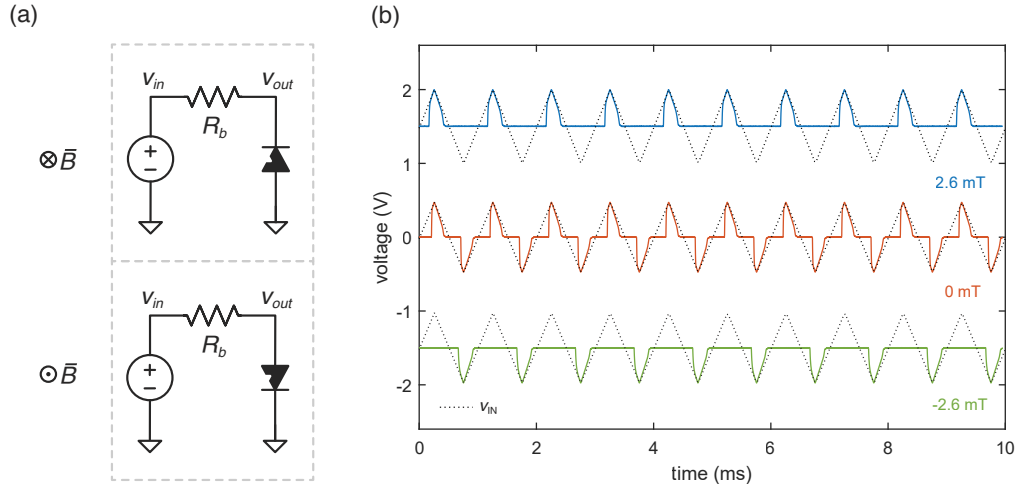 (a)
v_in
v_out
R_b
⊗ B̄
+
−
v_in
v_out
R_b
⊙ B̄
+
−
(b)
voltage (V)
2
1
0
-1
-2
2.6 mT
0 mT
-2.6 mT
v_IN
0 2 4 6 8 10
time (ms)